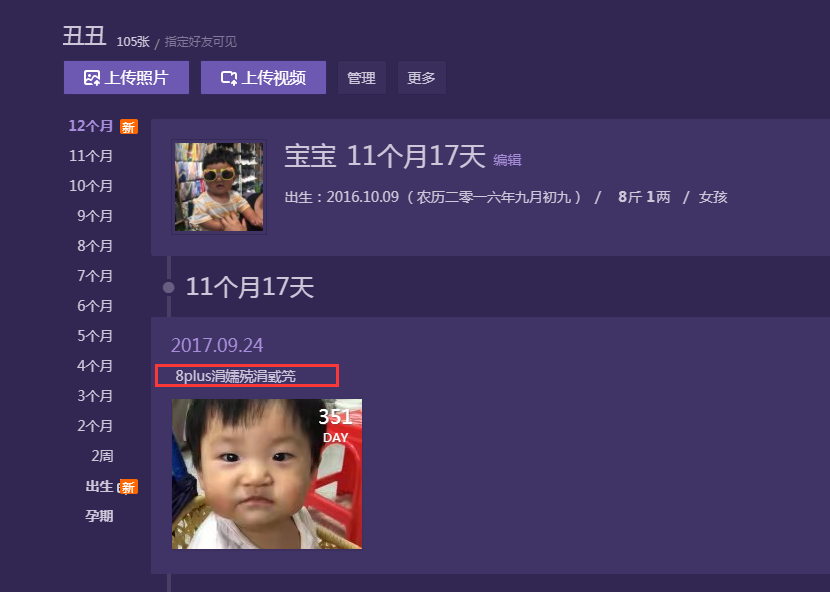 丑丑 105张 / 指定好友可见
上传照片 上传视频 管理 更多
12个月 新
11个月
10个月
9个月
8个月
7个月
6个月
5个月
4个月
3个月
2个月
2周
出生 新
孕期
宝宝 11个月17天 编辑
出生：2016.10.09 （ 农历二零一六年九月初九 ） / 8斤 1两 / 女孩
11个月17天
2017.09.24
8plus涓嬬殑涓戜笂
351
DAY